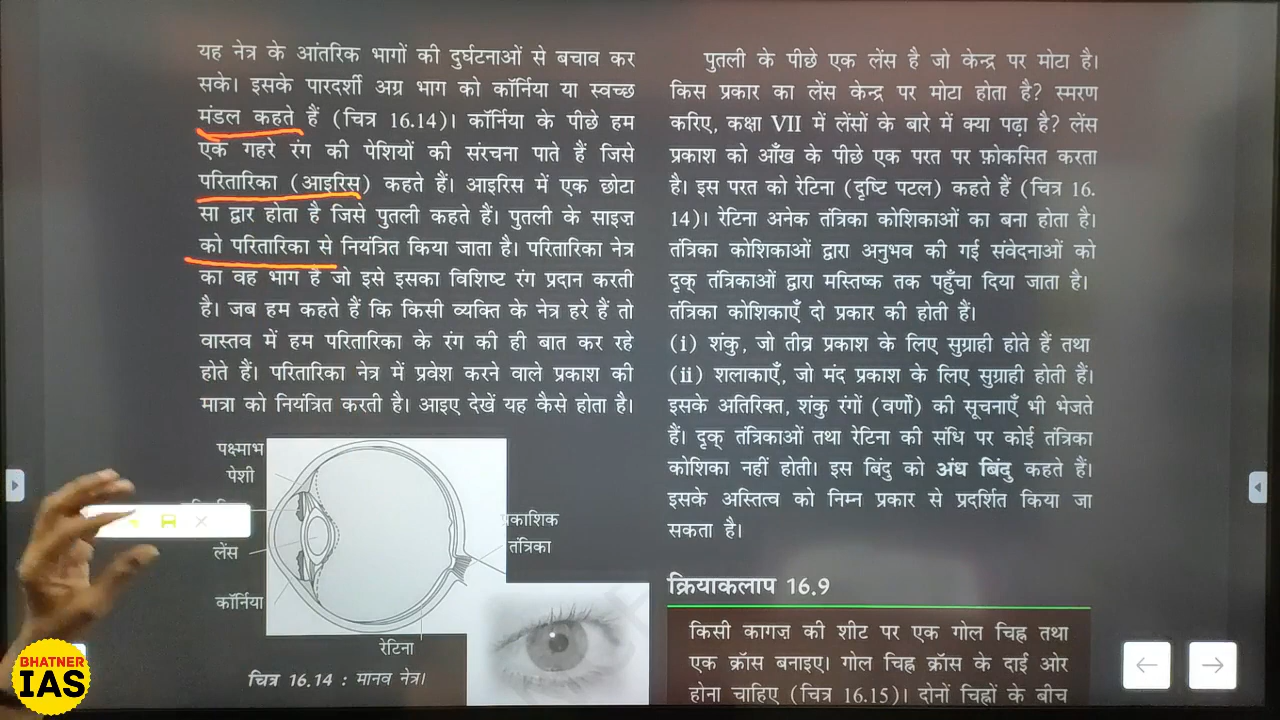 यह नेत्र के आंतरिक भागों की दुर्घटनाओं से बचाव कर
सके। इसके पारदर्शी अग्र भाग को कॉर्निया या स्वच्छ
मंडल कहते हैं (चित्र 16.14)। कॉर्निया के पीछे हम
एक गहरे रंग की पेशियों की संरचना पाते हैं जिसे
परितारिका (आइरिस) कहते हैं। आइरिस में एक छोटा
सा द्वार होता है जिसे पुतली कहते हैं। पुतली के साइज़
को परितारिका से नियंत्रित किया जाता है। परितारिका नेत्र
का वह भाग है जो इसे इसका विशिष्ट रंग प्रदान करती
है। जब हम कहते हैं कि किसी व्यक्ति के नेत्र हरे हैं तो
वास्तव में हम परितारिका के रंग की ही बात कर रहे
होते हैं। परितारिका नेत्र में प्रवेश करने वाले प्रकाश की
मात्रा को नियंत्रित करती है। आइए देखें यह कैसे होता है।
पक्ष्माभ
पेशी
लेंस
कॉर्निया
प्रकाशिक
तंत्रिका
रेटिना
चित्र 16.14 : मानव नेत्र।
पुतली के पीछे एक लेंस है जो केन्द्र पर मोटा है।
किस प्रकार का लेंस केन्द्र पर मोटा होता है? स्मरण
करिए, कक्षा VII में लेंसों के बारे में क्या पढ़ा है? लेंस
प्रकाश को आँख के पीछे एक परत पर फ़ोकसित करता
है। इस परत को रेटिना (दृष्टि पटल) कहते हैं (चित्र 16.
14)। रेटिना अनेक तंत्रिका कोशिकाओं का बना होता है।
तंत्रिका कोशिकाओं द्वारा अनुभव की गई संवेदनाओं को
दृक् तंत्रिकाओं द्वारा मस्तिष्क तक पहुँचा दिया जाता है।
तंत्रिका कोशिकाएँ दो प्रकार की होती हैं।
(i) शंकु, जो तीव्र प्रकाश के लिए सुग्राही होते हैं तथा
(ii) शलाकाएँ, जो मंद प्रकाश के लिए सुग्राही होती हैं।
इसके अतिरिक्त, शंकु रंगों (वर्णों) की सूचनाएँ भी भेजते
हैं। दृक् तंत्रिकाओं तथा रेटिना की संधि पर कोई तंत्रिका
कोशिका नहीं होती। इस बिंदु को अंध बिंदु कहते हैं।
इसके अस्तित्व को निम्न प्रकार से प्रदर्शित किया जा
सकता है।
क्रियाकलाप 16.9
किसी कागज की शीट पर एक गोल चिह्न तथा
एक क्रॉस बनाइए। गोल चिह्न क्रॉस के दाईं ओर
होना चाहिए (चित्र 16.15)। दोनों चिह्नों के बीच
BHATNER
IAS